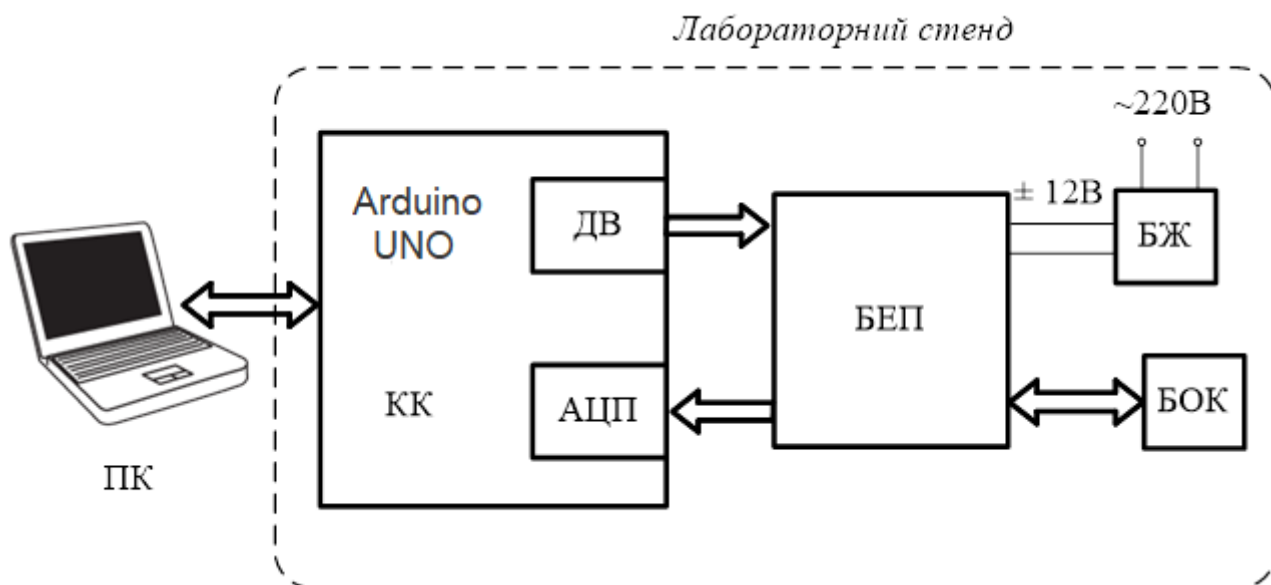 Лабораторний стенд
~220В
± 12В
Arduino
UNO
ДВ
БЖ
БЕП
КК
АЦП
БОК
ПК